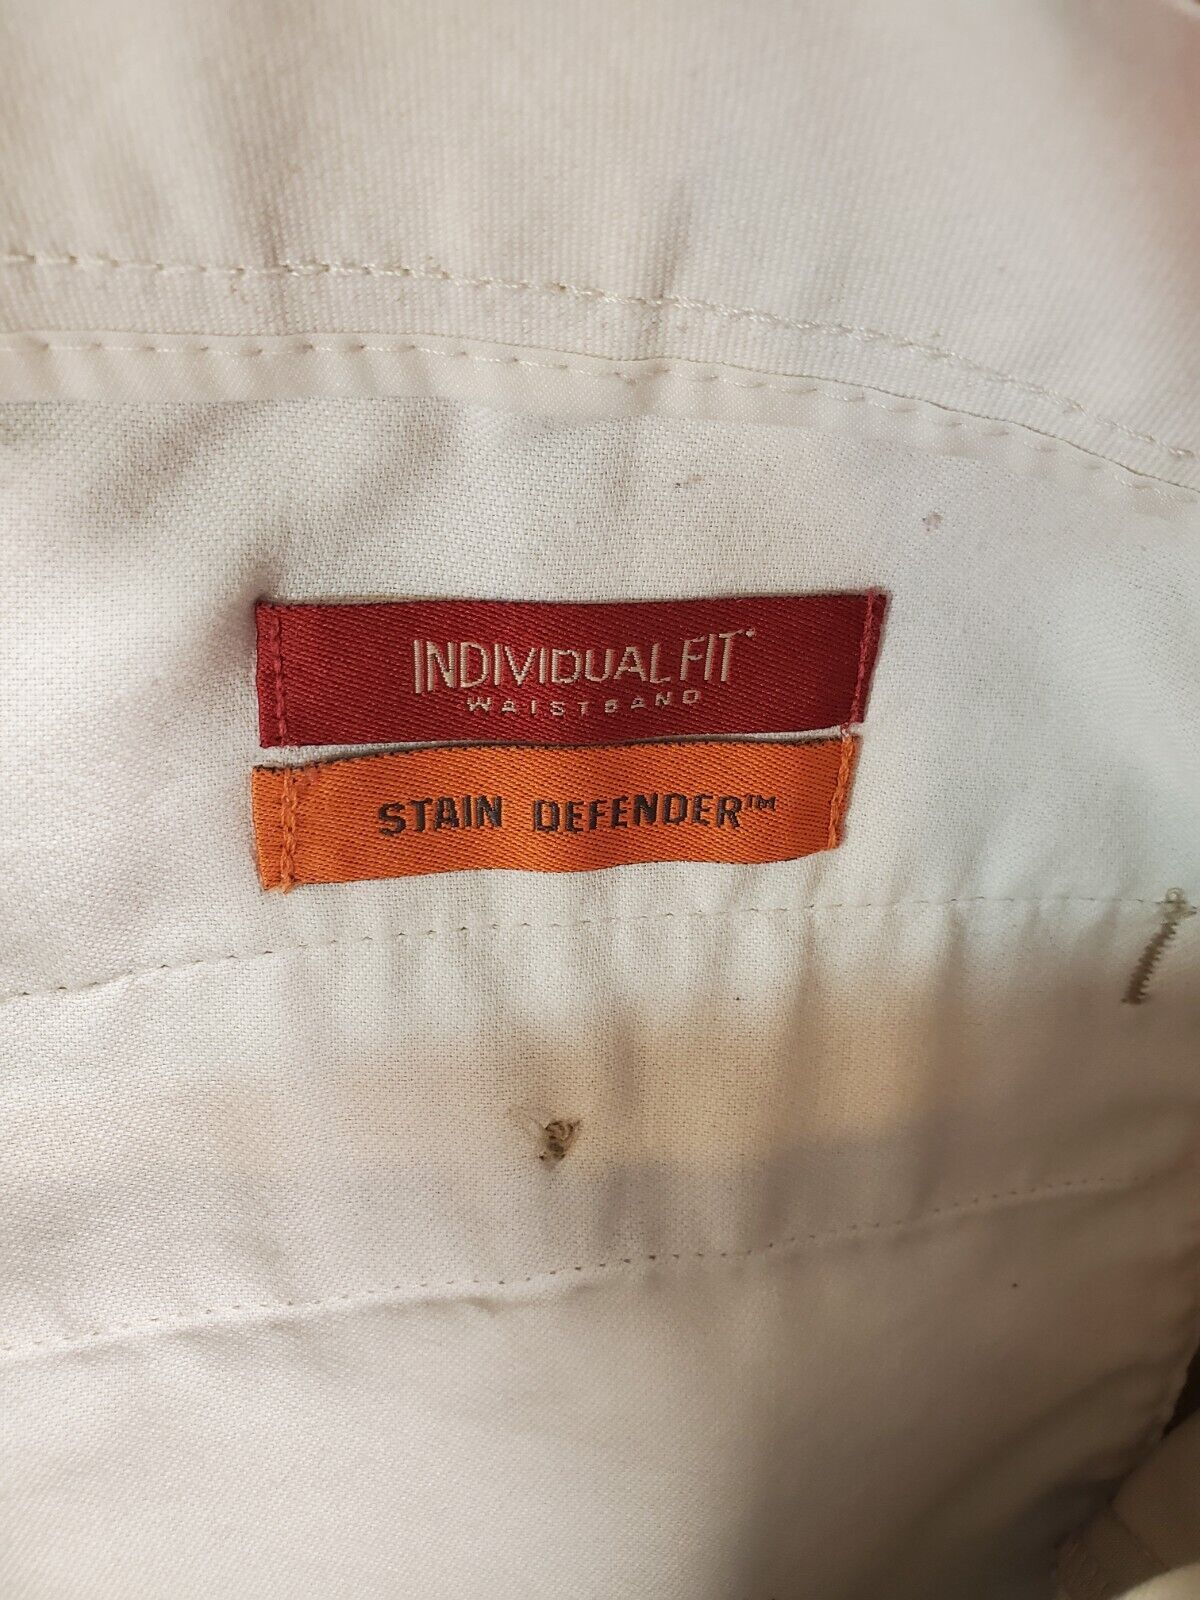 INDIVIDUAL FIT
WAISTBAND
STAIN DEFENDER™